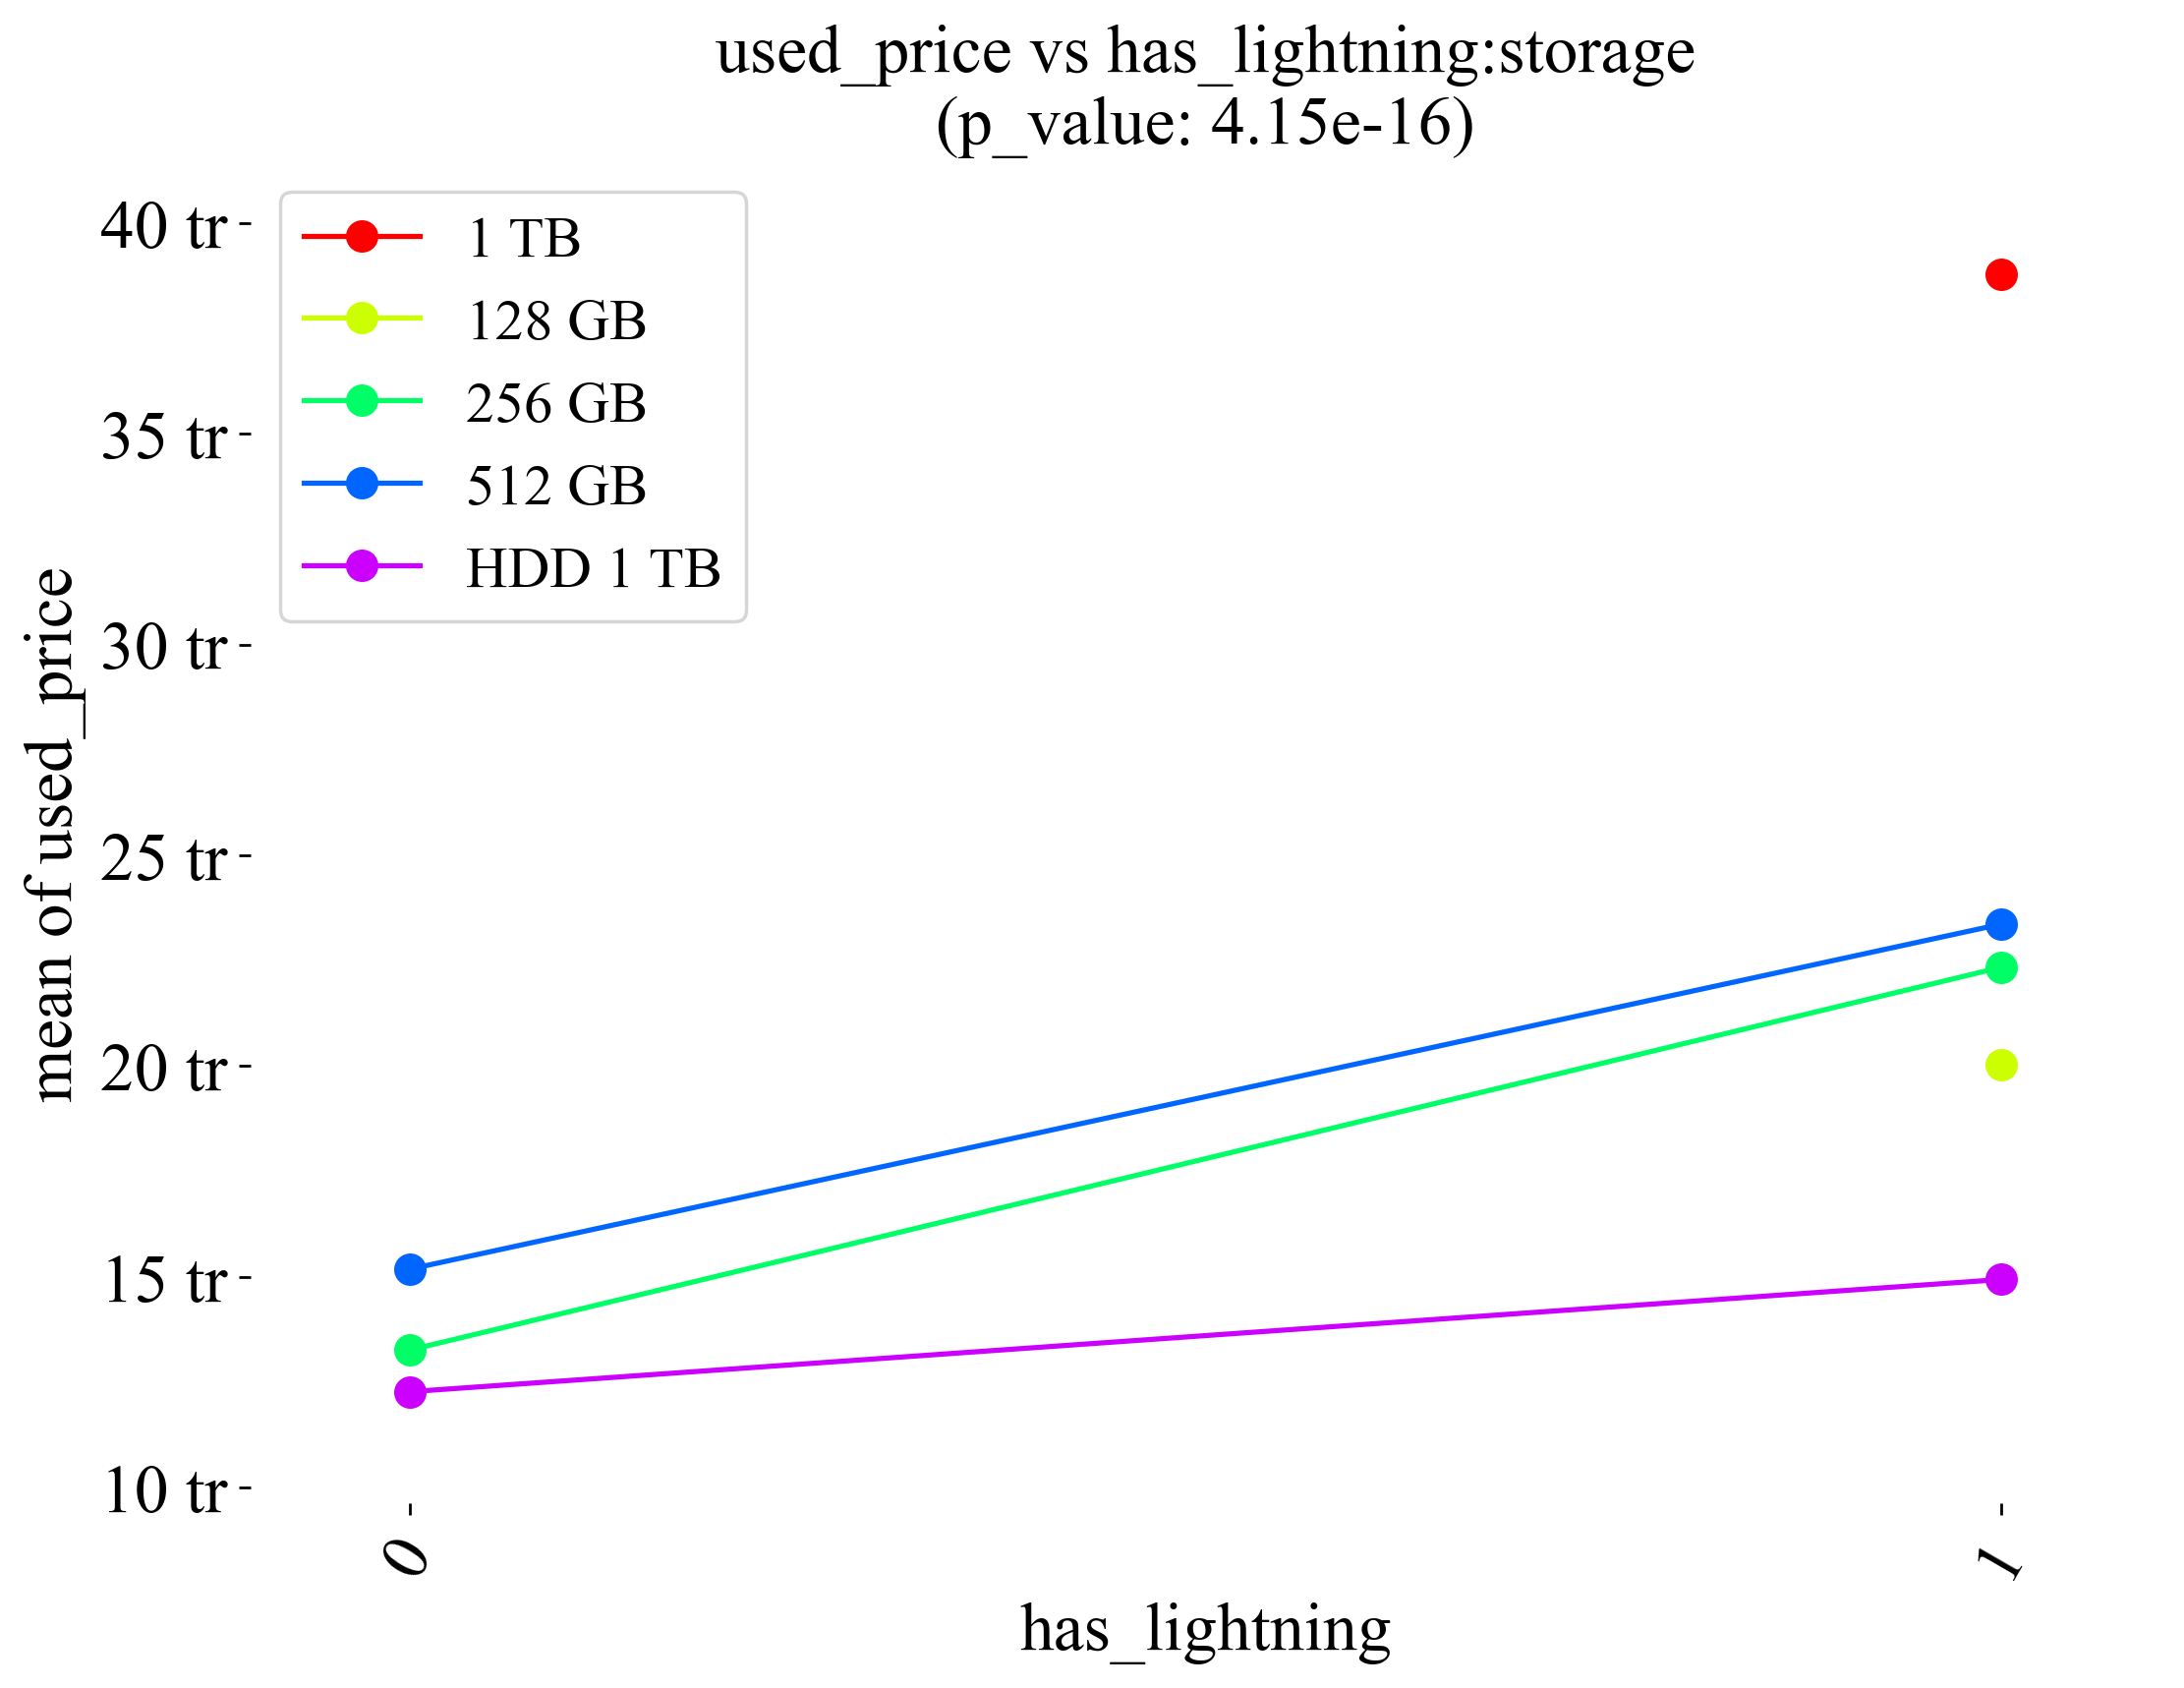 used_price vs has_lightning:storage
(p_value: 4.15e-16)
40 tr
35 tr
30 tr
25 tr
20 tr
15 tr
10 tr
mean of used_price
1 TB
128 GB
256 GB
512 GB
HDD 1 TB
0
1
has_lightning